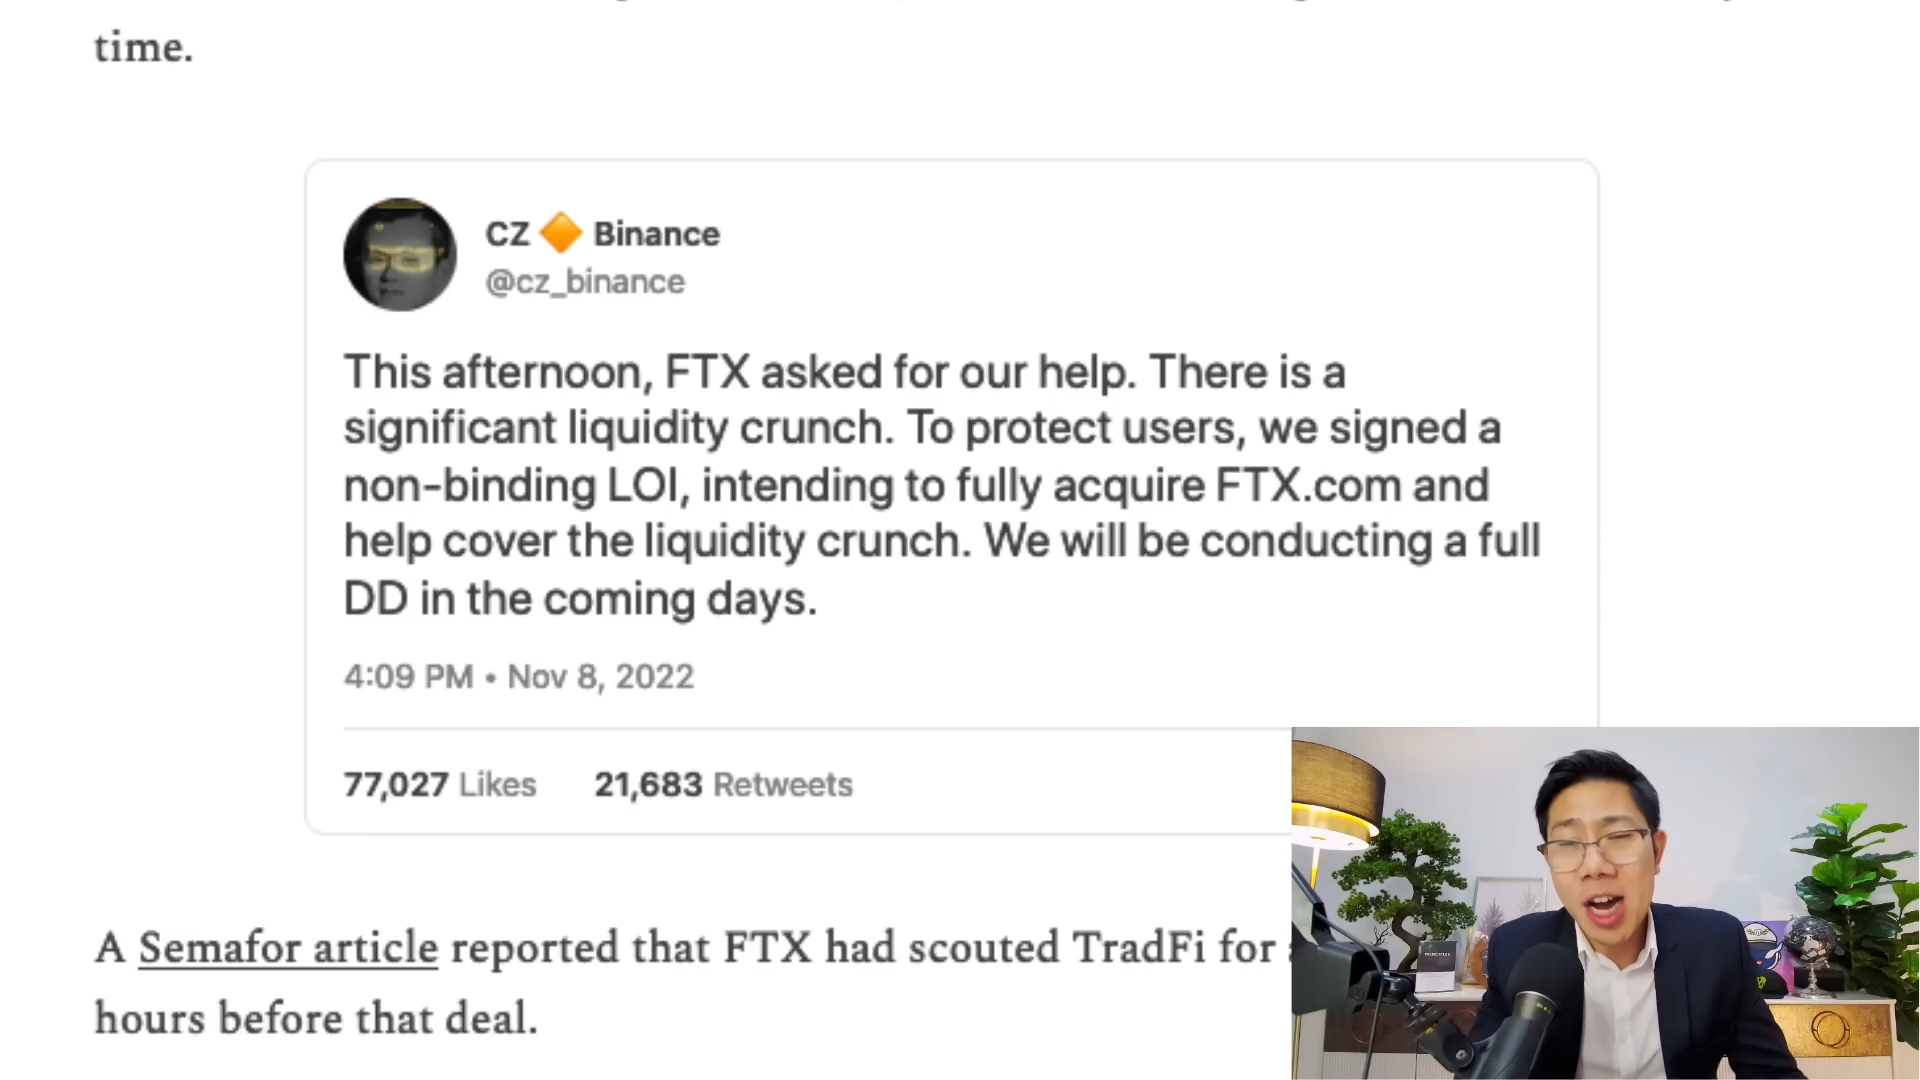 time.
CZ 🔶 Binance
@cz_binance
This afternoon, FTX asked for our help. There is a
significant liquidity crunch. To protect users, we signed a
non-binding LOI, intending to fully acquire FTX.com and
help cover the liquidity crunch. We will be conducting a full
DD in the coming days.
4:09 PM • Nov 8, 2022
77,027 Likes 21,683 Retweets
A Semafor article reported that FTX had scouted TradFi for
hours before that deal.
PRINCIPLES